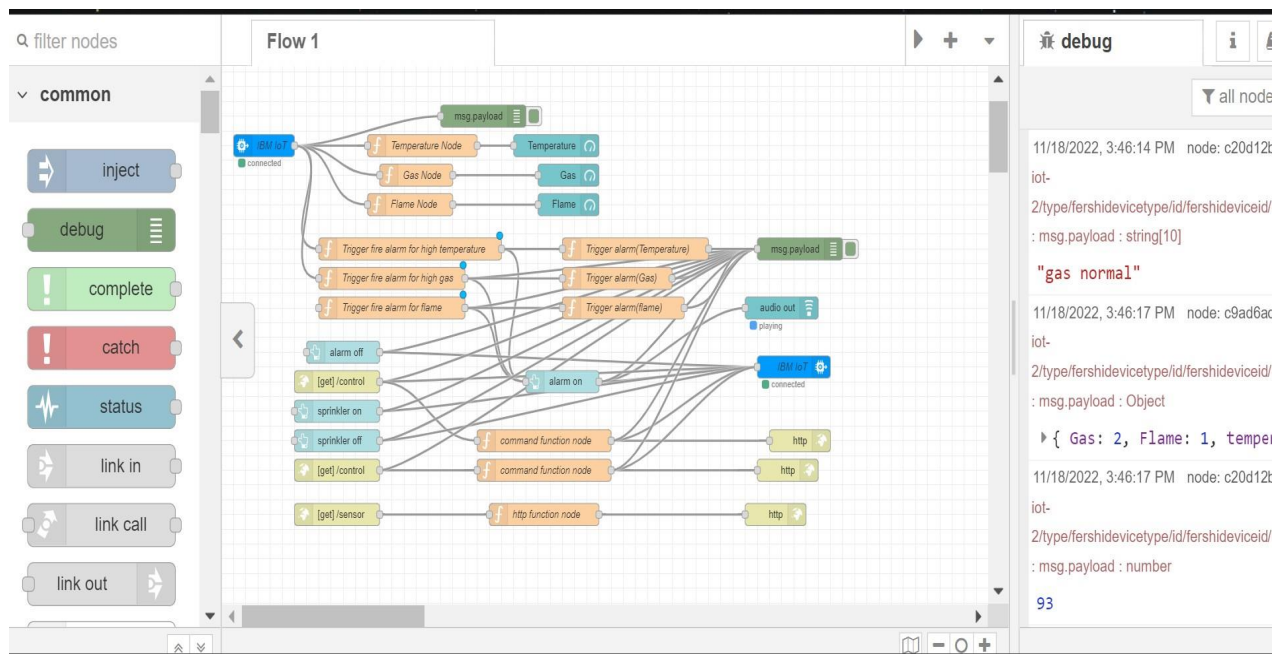 filter nodes
Flow 1
debug
i
all node
common
inject
debug
complete
catch
status
link in
link call
link out
msg.payload
IBM IoT
connected
Temperature Node
Temperature
Gas Node
Gas
Flame Node
Flame
Trigger fire alarm for high temperature
Trigger alarm(Temperature)
msg.payload
Trigger fire alarm for high gas
Trigger alarm(Gas)
Trigger fire alarm for flame
Trigger alarm(flame)
audio out
playing
alarm off
IBM IoT
connected
[get] /control
alarm on
sprinkler on
sprinkler off
command function node
http
[get] /control
command function node
http
[get] /sensor
http function node
http
11/18/2022, 3:46:14 PM node: c20d12b
iot-
2/type/fershidevicetype/id/fershideviceid/
: msg.payload : string[10]
"gas normal"
11/18/2022, 3:46:17 PM node: c9ad6ac
iot-
2/type/fershidevicetype/id/fershideviceid/
: msg.payload : Object
{ Gas: 2, Flame: 1, temper
11/18/2022, 3:46:17 PM node: c20d12b
iot-
2/type/fershidevicetype/id/fershideviceid/
: msg.payload : number
93